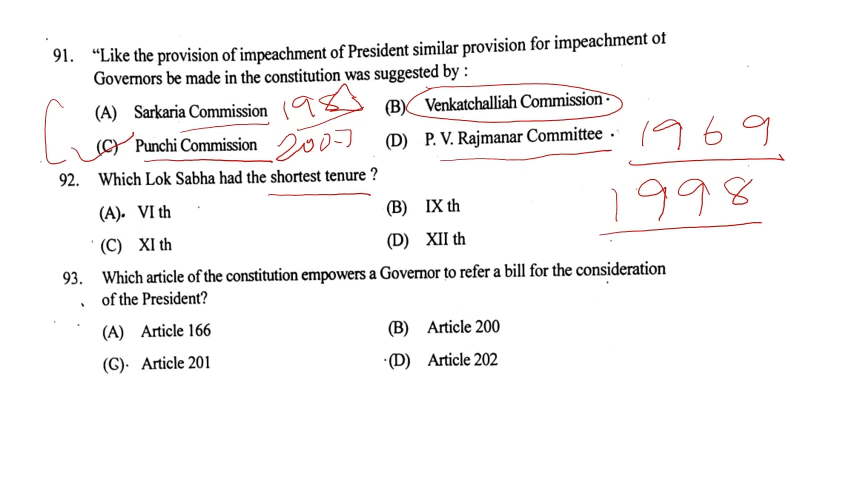 91. “Like the provision of impeachment of President similar provision for impeachment of
Governors be made in the constitution was suggested by :
(A) Sarkaria Commission 1983 (B) Venkatchalliah Commission
(C) Punchi Commission 2007 (D) P. V. Rajmanar Committee 1969
92. Which Lok Sabha had the shortest tenure ? 1998
(A) VI th (B) IX th
(C) XI th (D) XII th
93. Which article of the constitution empowers a Governor to refer a bill for the consideration
of the President?
(A) Article 166 (B) Article 200
(C) Article 201 (D) Article 202